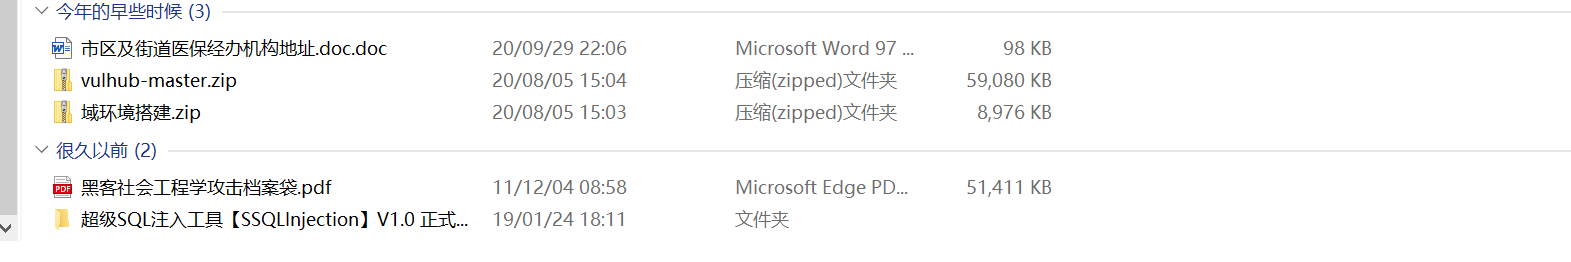 今年的早些时候 (3)
市区及街道医保经办机构地址.doc.doc 20/09/29 22:06 Microsoft Word 97 ... 98 KB
vulhub-master.zip 20/08/05 15:04 压缩(zipped)文件夹 59,080 KB
域环境搭建.zip 20/08/05 15:03 压缩(zipped)文件夹 8,976 KB
很久以前 (2)
黑客社会工程学攻击档案袋.pdf 11/12/04 08:58 Microsoft Edge PD... 51,411 KB
超级SQL注入工具【SSQLInjection】V1.0 正式... 19/01/24 18:11 文件夹